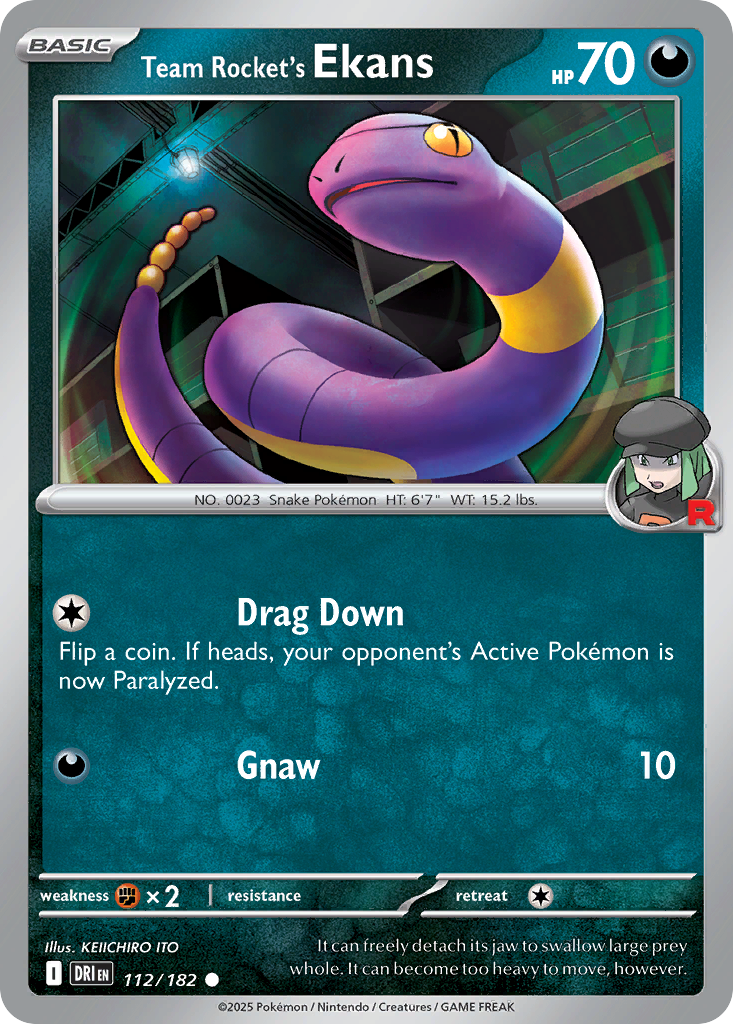 BASIC
Team Rocket's Ekans HP 70
R
NO. 0023 Snake Pokémon HT: 6'7" WT: 15.2 lbs.
Drag Down
Flip a coin. If heads, your opponent's Active Pokémon is
now Paralyzed.
Gnaw 10
weakness ×2 resistance retreat
Illus. KEIICHIRO ITO
It can freely detach its jaw to swallow large prey
whole. It can become too heavy to move, however.
I DRI EN 112/182
©2025 Pokémon / Nintendo / Creatures / GAME FREAK